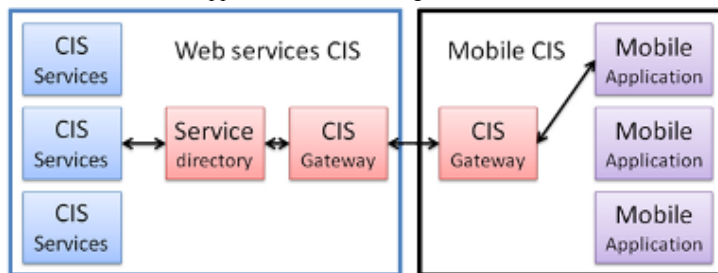 Web services CIS
CIS
Services
CIS
Services
CIS
Services
Service
directory
CIS
Gateway
Mobile CIS
CIS
Gateway
Mobile
Application
Mobile
Application
Mobile
Application